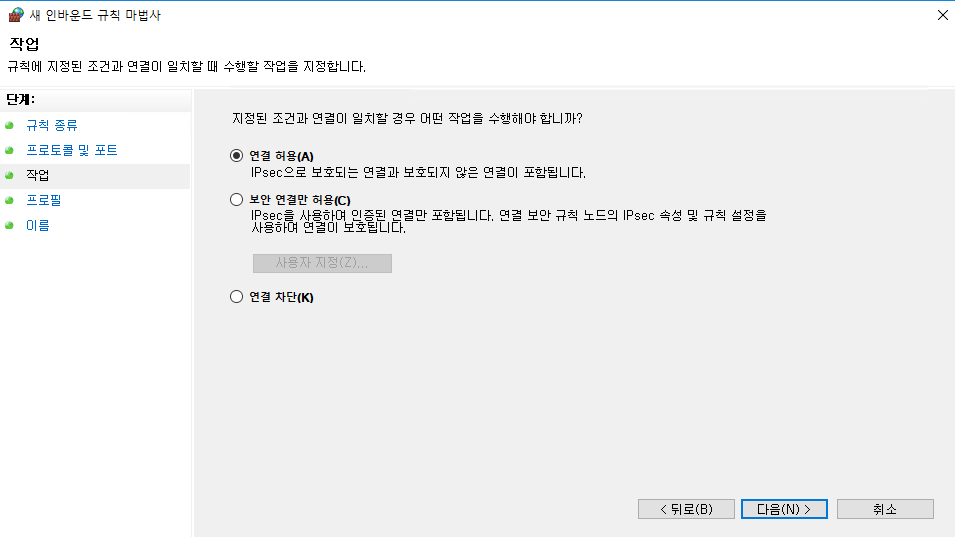 새 인바운드 규칙 마법사
작업
규칙에 지정된 조건과 연결이 일치할 때 수행할 작업을 지정합니다.
단계:
규칙 종류
프로토콜 및 포트
작업
프로필
이름
지정된 조건과 연결이 일치할 경우 어떤 작업을 수행해야 합니까?
연결 허용(A)
IPsec으로 보호되는 연결과 보호되지 않은 연결이 포함됩니다.
보안 연결만 허용(C)
IPsec을 사용하여 인증된 연결만 포함됩니다. 연결 보안 규칙 노드의 IPsec 속성 및 규칙 설정을
사용하여 연결이 보호됩니다.
사용자 지정(Z)...
연결 차단(K)
< 뒤로(B)
다음(N) >
취소